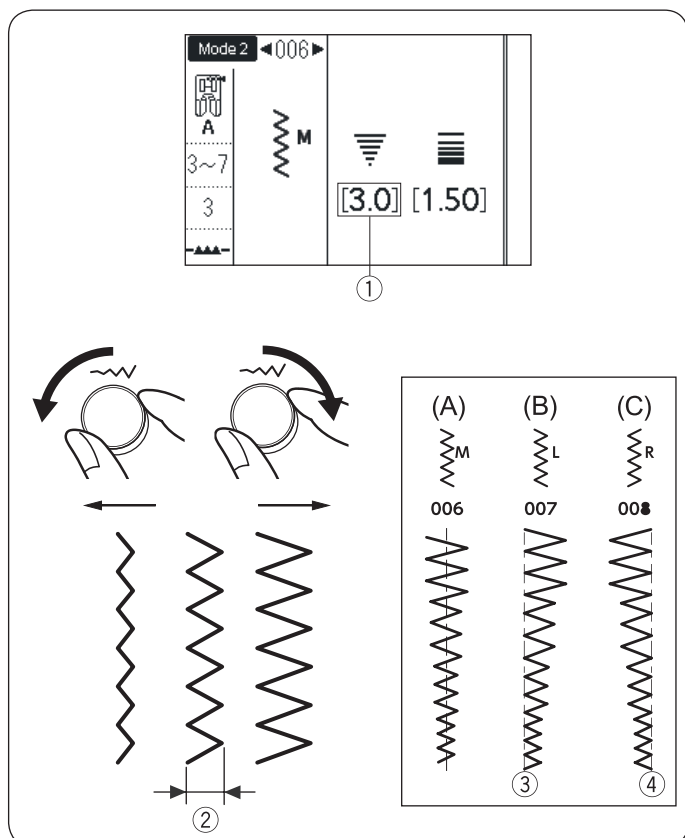 Mode 2 ◄006►
A
M
3~7
[3.0] [1.50]
3
①
(A) (B) (C)
M L R
006 007 008
②
③ ④